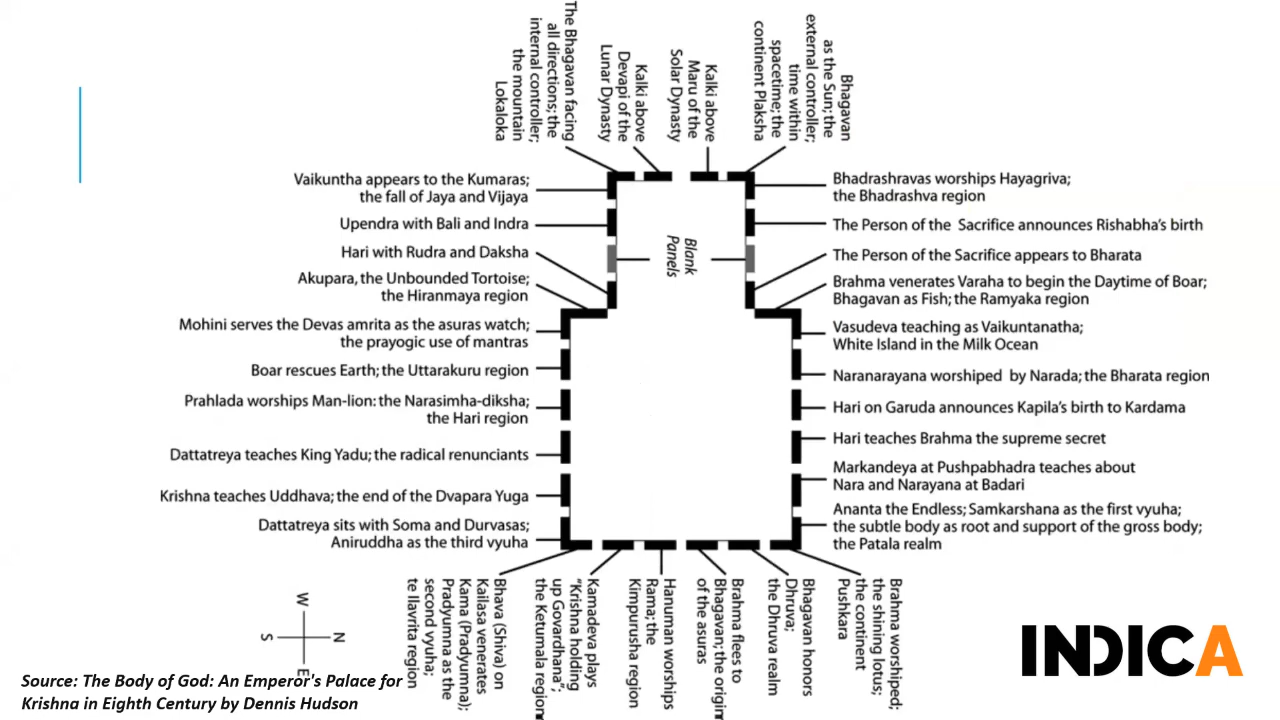 The Bhagavan facing
all directions; the
internal controller;
the mountain
Lokaloka
Kalki above
Devapi of the
Lunar Dynasty
Kalki above
Maru of the
Solar Dynasty
Bhagavan
as the Sun; the
external controller;
time within
spacetime; the
continent Plaksha
Vaikuntha appears to the Kumaras;
the fall of Jaya and Vijaya
Upendra with Bali and Indra
Hari with Rudra and Daksha
Akupara, the Unbounded Tortoise;
the Hiranmaya region
Mohini serves the Devas amrita as the asuras watch;
the prayogic use of mantras
Boar rescues Earth; the Uttarakuru region
Prahlada worships Man-lion: the Narasimha-diksha;
the Hari region
Dattatreya teaches King Yadu; the radical renunciants
Krishna teaches Uddhava; the end of the Dvapara Yuga
Dattatreya sits with Soma and Durvasas;
Aniruddha as the third vyuha
Blank
Panels
Bhadrashravas worships Hayagriva;
the Bhadrashva region
The Person of the Sacrifice announces Rishabha's birth
The Person of the Sacrifice appears to Bharata
Brahma venerates Varaha to begin the Daytime of Boar;
Bhagavan as Fish; the Ramyaka region
Vasudeva teaching as Vaikuntanatha;
White Island in the Milk Ocean
Naranarayana worshiped by Narada; the Bharata region
Hari on Garuda announces Kapila's birth to Kardama
Hari teaches Brahma the supreme secret
Markandeya at Pushpabhadra teaches about
Nara and Narayana at Badari
Ananta the Endless; Samkarshana as the first vyuha;
the subtle body as root and support of the gross body;
the Patala realm
Bhava (Shiva) on
Kailasa venerates
Kama (Pradyumna);
Pradyumna as the
second vyuha;
te Ilavrita region
Kamadeva plays
"Krishna holding
up Govardhana";
the Ketumala region
Hanuman worships
Rama; the
Kimpurusha region
Brahma flees to
Bhagavan; the origin
of the asuras
Bhagavan honors
Dhruva;
the Dhruva realm
Brahma worshiped;
the shining lotus;
the continent
Pushkara
W
S N
E
Source: The Body of God: An Emperor's Palace for
Krishna in Eighth Century by Dennis Hudson
INDICA